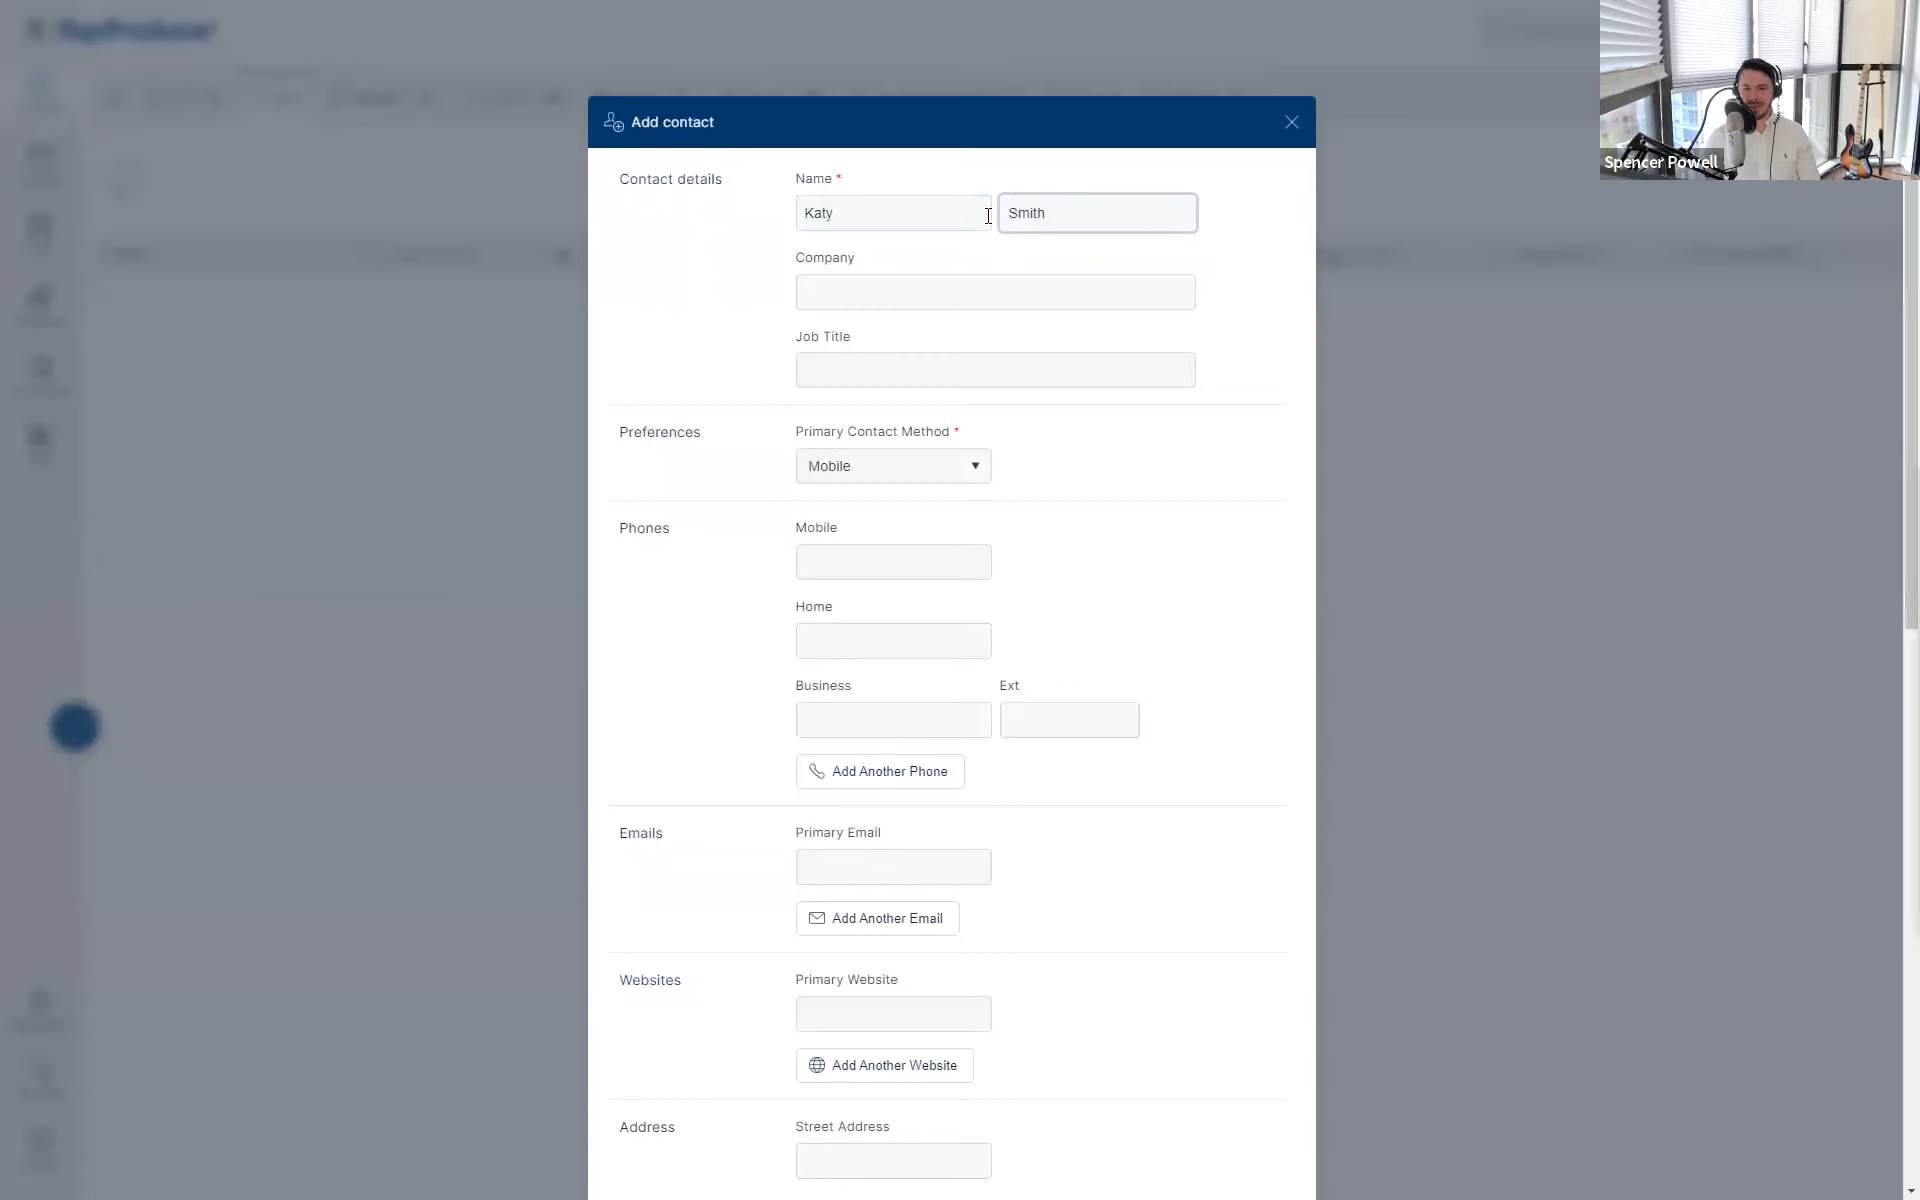 Spencer Powell
Add contact
Contact details
Name *
Katy
Smith
Company
Job Title
Preferences
Primary Contact Method *
Mobile
Phones
Mobile
Home
Business
Ext
Add Another Phone
Emails
Primary Email
Add Another Email
Websites
Primary Website
Add Another Website
Address
Street Address